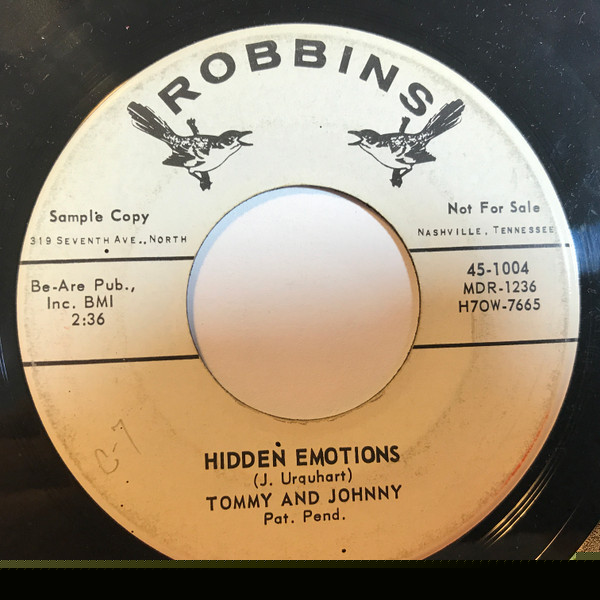 ROBBINS
Sample Copy
319 SEVENTH AVE., NORTH
Not For Sale
NASHVILLE, TENNESSEE
Be-Are Pub.,
Inc. BMI
2:36
45-1004
MDR-1236
H7OW-7665
C-7
HIDDEN EMOTIONS
(J. Urquhart)
TOMMY AND JOHNNY
Pat. Pend.